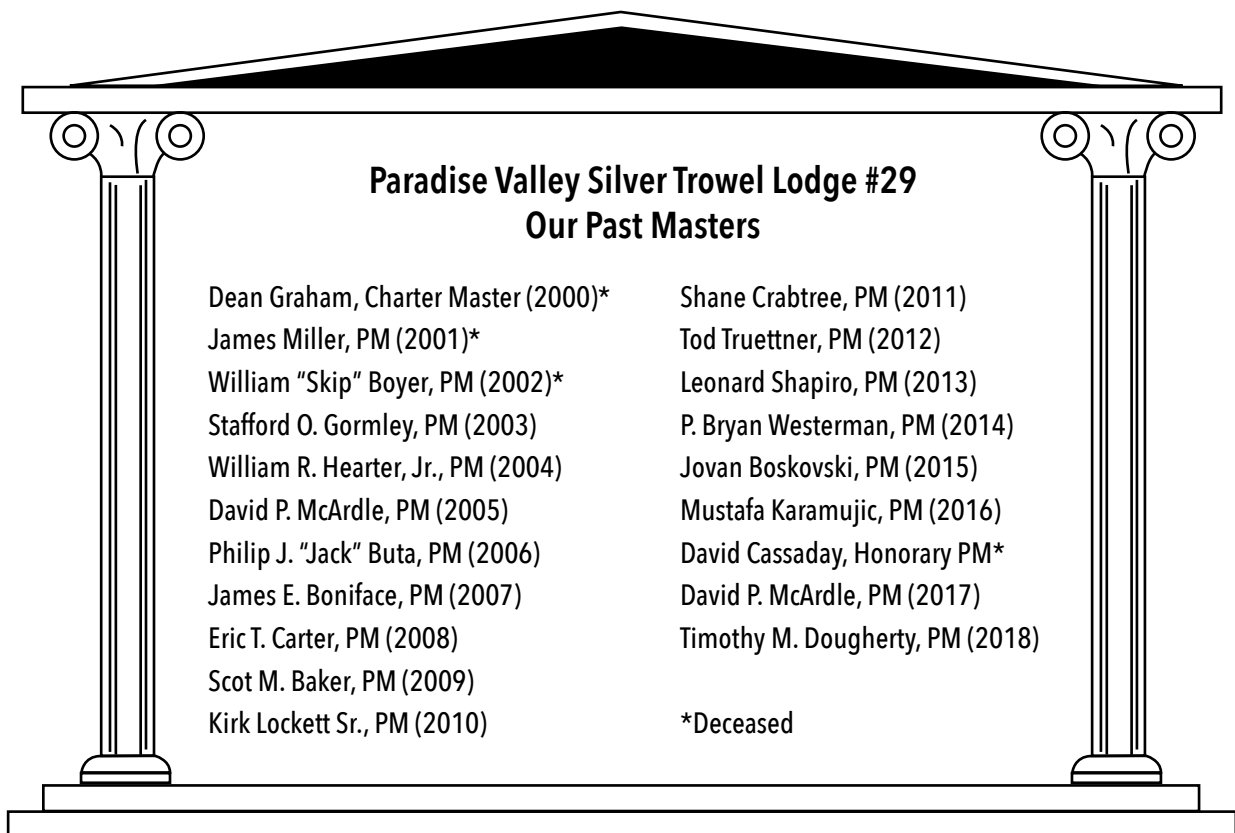 Paradise Valley Silver Trowel Lodge #29
Our Past Masters
Dean Graham, Charter Master (2000)*
James Miller, PM (2001)*
William “Skip” Boyer, PM (2002)*
Stafford O. Gormley, PM (2003)
William R. Hearter, Jr., PM (2004)
David P. McArdle, PM (2005)
Philip J. “Jack” Buta, PM (2006)
James E. Boniface, PM (2007)
Eric T. Carter, PM (2008)
Scot M. Baker, PM (2009)
Kirk Lockett Sr., PM (2010)
Shane Crabtree, PM (2011)
Tod Truettner, PM (2012)
Leonard Shapiro, PM (2013)
P. Bryan Westerman, PM (2014)
Jovan Boskovski, PM (2015)
Mustafa Karamujic, PM (2016)
David Cassaday, Honorary PM*
David P. McArdle, PM (2017)
Timothy M. Dougherty, PM (2018)
*Deceased